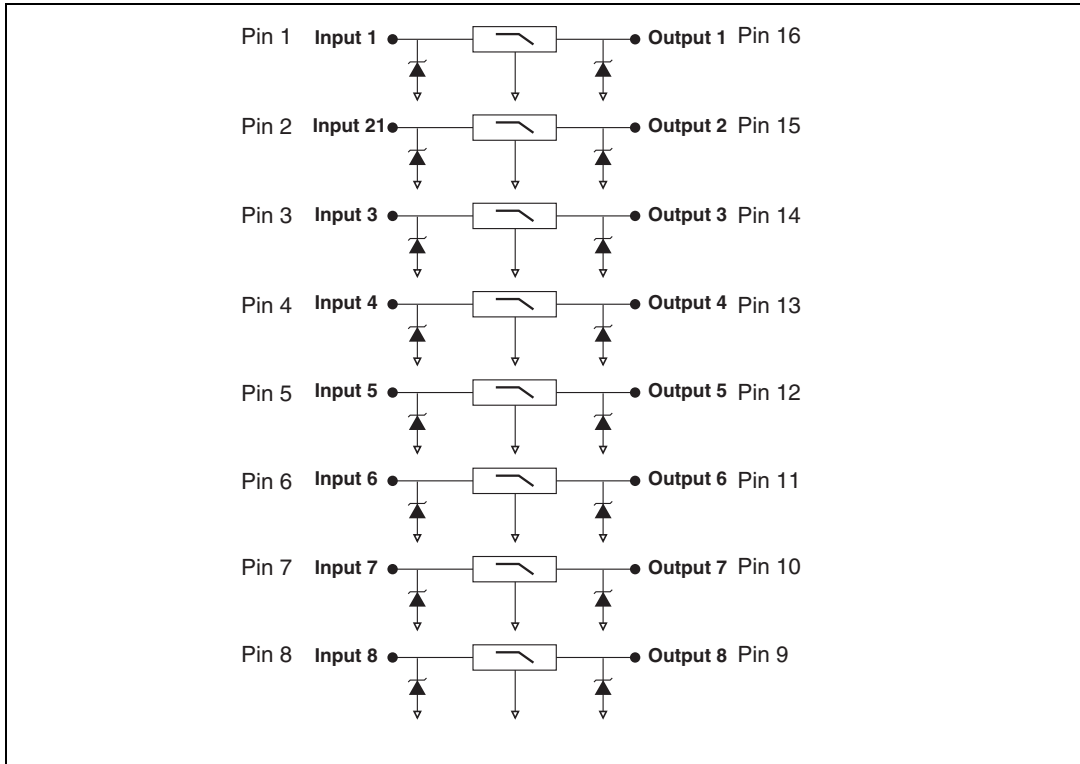 Pin 1 Input 1 Output 1 Pin 16
Pin 2 Input 21 Output 2 Pin 15
Pin 3 Input 3 Output 3 Pin 14
Pin 4 Input 4 Output 4 Pin 13
Pin 5 Input 5 Output 5 Pin 12
Pin 6 Input 6 Output 6 Pin 11
Pin 7 Input 7 Output 7 Pin 10
Pin 8 Input 8 Output 8 Pin 9